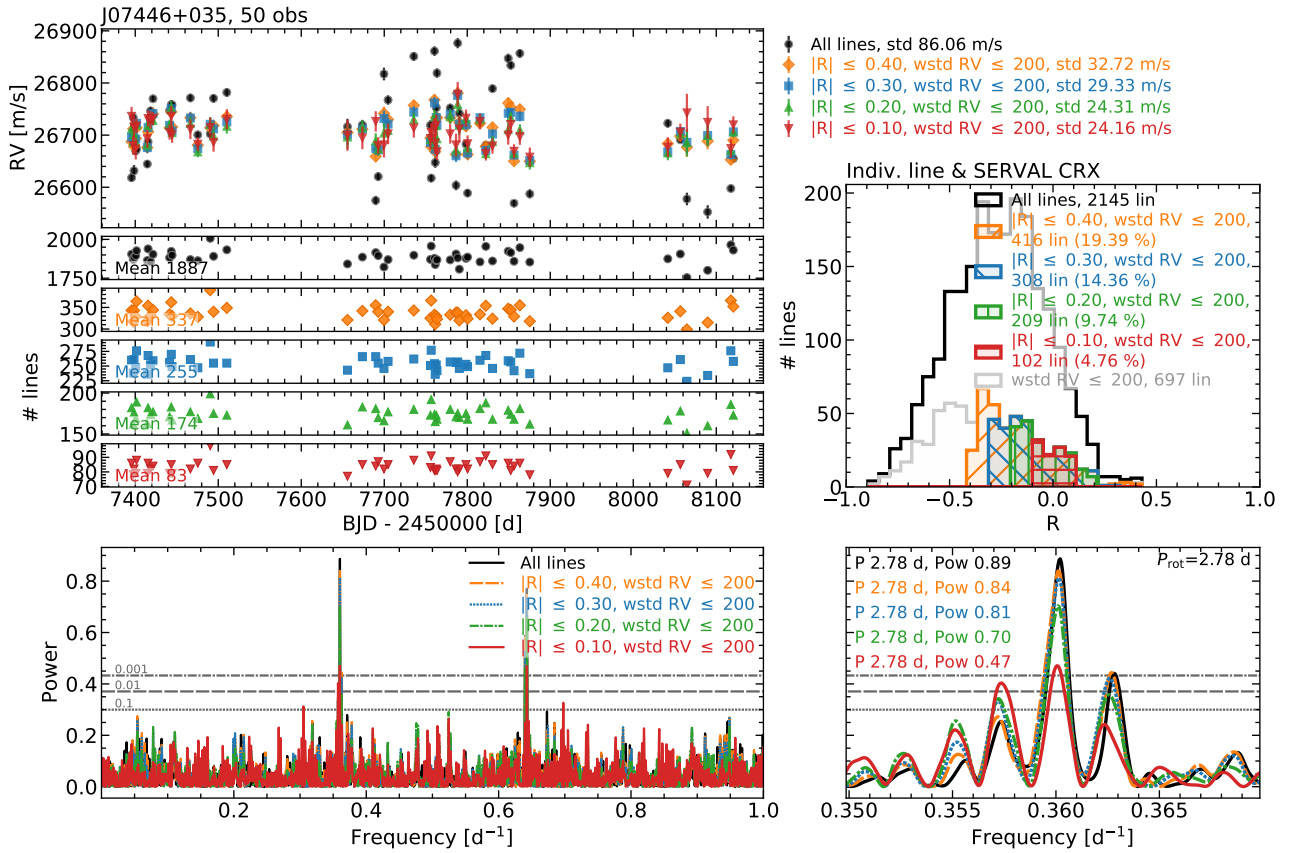 J07446+035, 50 obs
26900
26800
26700
26600
RV [m/s]
All lines, std 86.06 m/s
|R| ≤ 0.40, wstd RV ≤ 200, std 32.72 m/s
|R| ≤ 0.30, wstd RV ≤ 200, std 29.33 m/s
|R| ≤ 0.20, wstd RV ≤ 200, std 24.31 m/s
|R| ≤ 0.10, wstd RV ≤ 200, std 24.16 m/s
2000
1750
Mean 1887
350
300
Mean 337
275
250
225
Mean 255
200
150
Mean 174
90
80
70
Mean 83
# lines
7400 7500 7600 7700 7800 7900 8000 8100
BJD - 2450000 [d]
Indiv. line & SERVAL CRX
200
150
100
50
0
# lines
All lines, 2145 lin
|R| ≤ 0.40, wstd RV ≤ 200,
416 lin (19.39 %)
|R| ≤ 0.30, wstd RV ≤ 200,
308 lin (14.36 %)
|R| ≤ 0.20, wstd RV ≤ 200,
209 lin (9.74 %)
|R| ≤ 0.10, wstd RV ≤ 200,
102 lin (4.76 %)
wstd RV ≤ 200, 697 lin
−1.0 −0.5 0.0 0.5 1.0
R
0.8
0.6
0.4
0.2
0.0
Power
All lines
|R| ≤ 0.40, wstd RV ≤ 200
|R| ≤ 0.30, wstd RV ≤ 200
|R| ≤ 0.20, wstd RV ≤ 200
|R| ≤ 0.10, wstd RV ≤ 200
0.001
0.01
0.1
0.2 0.4 0.6 0.8 1.0
Frequency [d⁻¹]
P 2.78 d, Pow 0.89
P 2.78 d, Pow 0.84
P 2.78 d, Pow 0.81
P 2.78 d, Pow 0.70
P 2.78 d, Pow 0.47
P_rot=2.78 d
0.350 0.355 0.360 0.365
Frequency [d⁻¹]